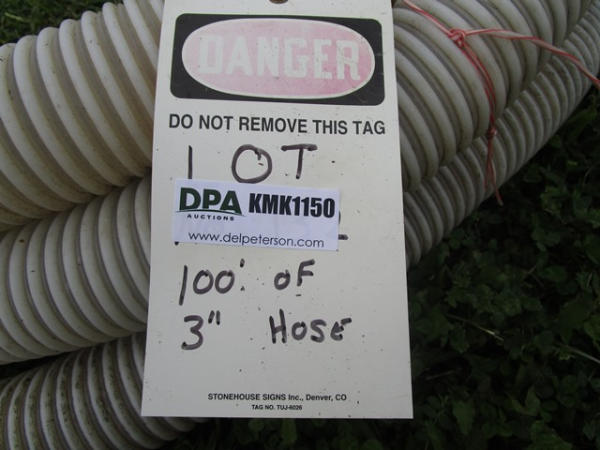 DANGER
DO NOT REMOVE THIS TAG
LOT
DPA
AUCTIONS
KMK1150
www.delpeterson.com
100' OF
3" HOSE
STONEHOUSE SIGNS Inc., Denver, CO
TAG NO. TUJ-6026